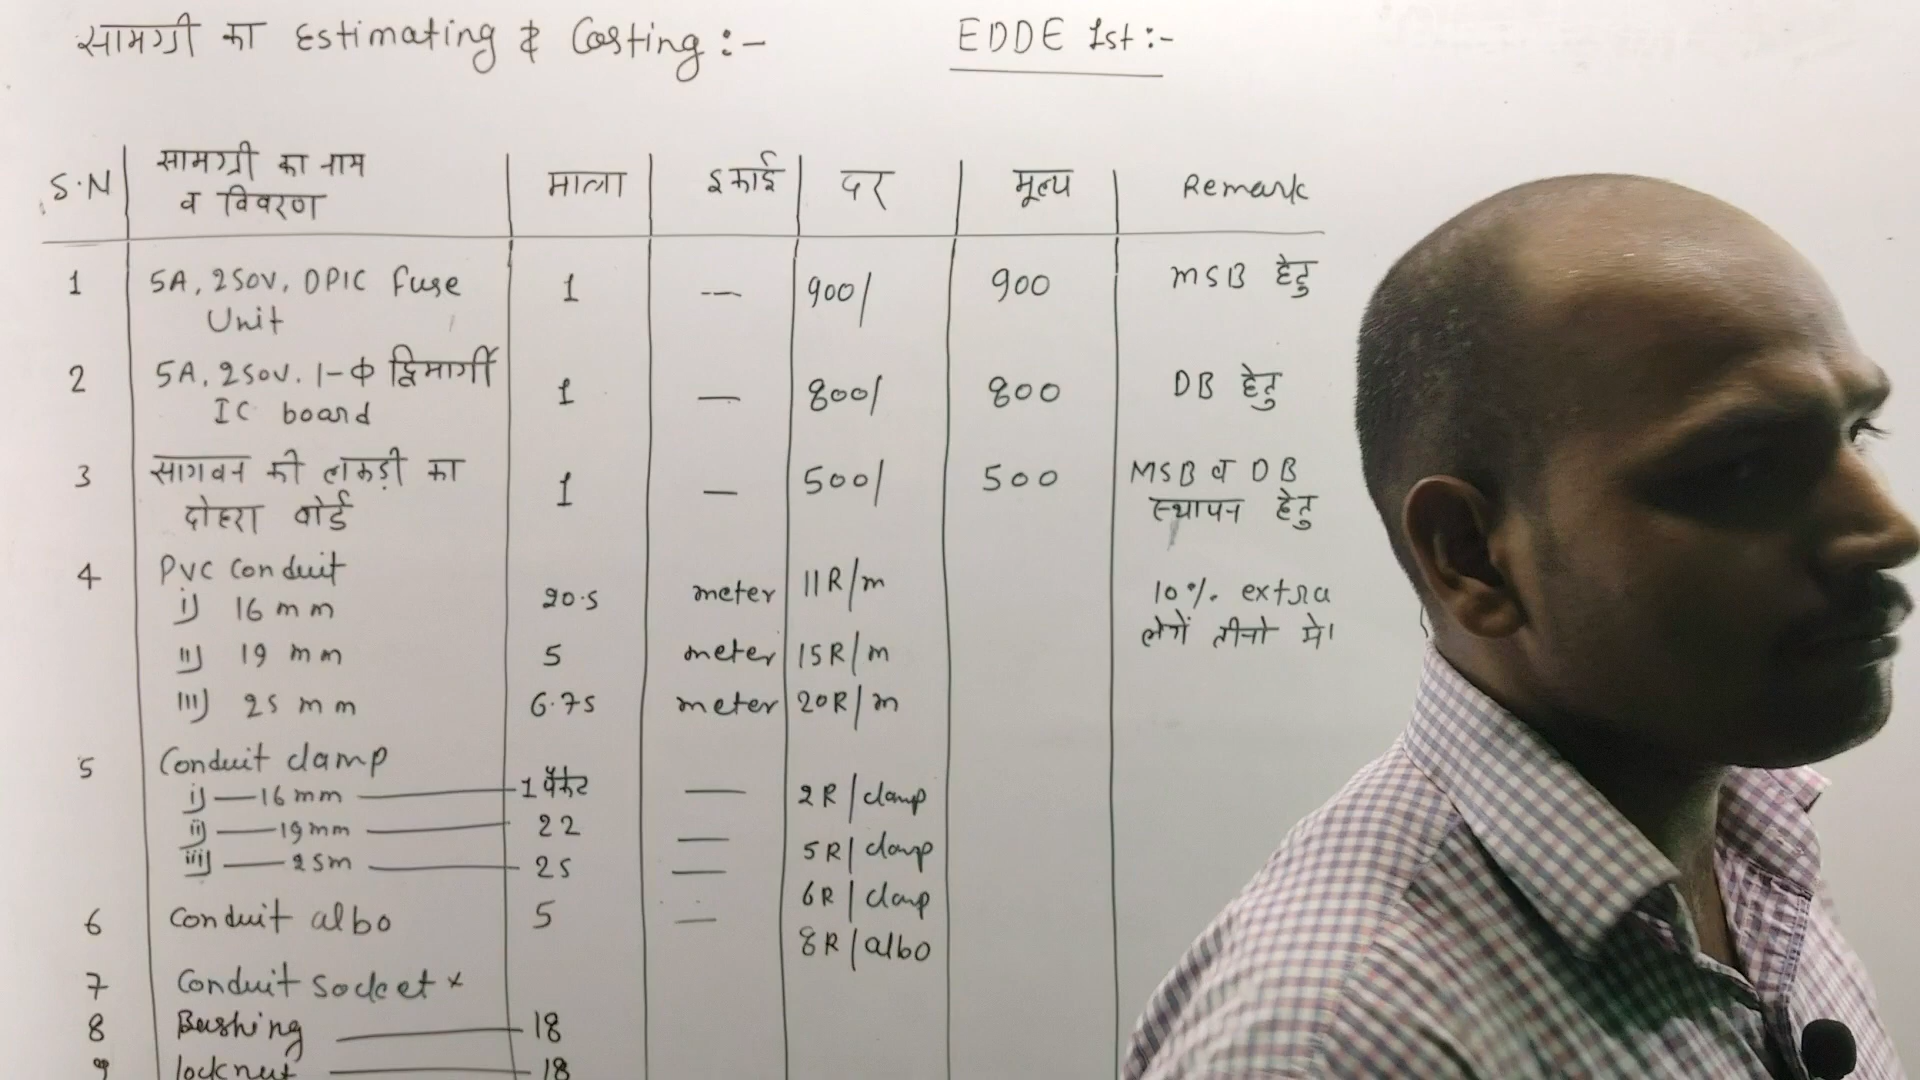 सामग्री का Estimating & Costing :-
EDDE 1st :-
S.N सामग्री का नाम व विवरण मात्रा इकाई दर मूल्य Remark
1 5A, 250V, DPIC fuse Unit 1 — 900/ 900 MSB हेतु
2 5A, 250V. 1-Φ द्विमार्गी IC board 1 — 800/ 800 DB हेतु
3 सागवन की लकड़ी का दोहरा बोर्ड 1 — 500/ 500 MSB व DB स्थापन हेतु
4 PVC Conduit
i) 16 mm 20.5 meter 11R/m 10% extra
लेगें तीनो मे।
ii) 19 mm 5 meter 15R/m
iii) 25 mm 6.75 meter 20R/m
5 Conduit clamp
i) — 16 mm — 1 पैकेट — 2R/clamp
ii) — 19mm — 22 — 5R/clamp
iii) — 25m — 25 — 6R/clamp
6 Conduit albo 5 — 8R/albo
7 Conduit Socket ×
8 Bushing — 18
9 locknut — 18